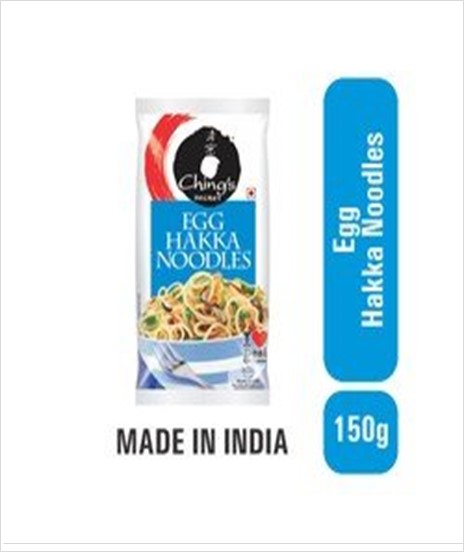 Ching's
SECRET
EGG
HAKKA
NOODLES
I
MADE IN INDIA
Egg
Hakka Noodles
150g